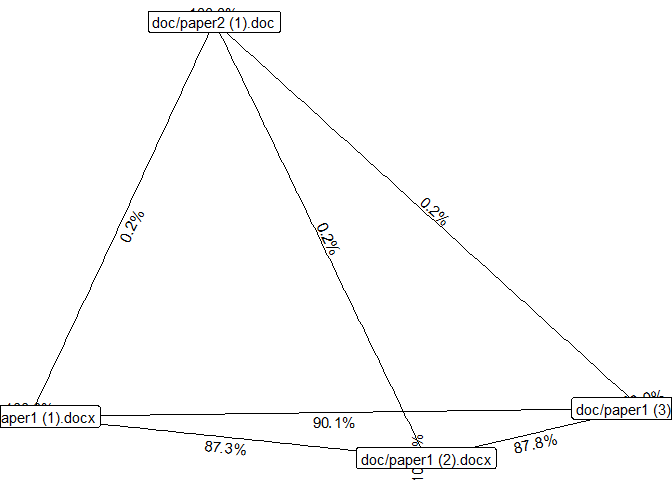 doc/paper2 (1).doc
0.2%
0.2%
0.2%
aper1 (1).docx
90.1%
doc/paper1 (3)
87.3%
87.8%
doc/paper1 (2).docx